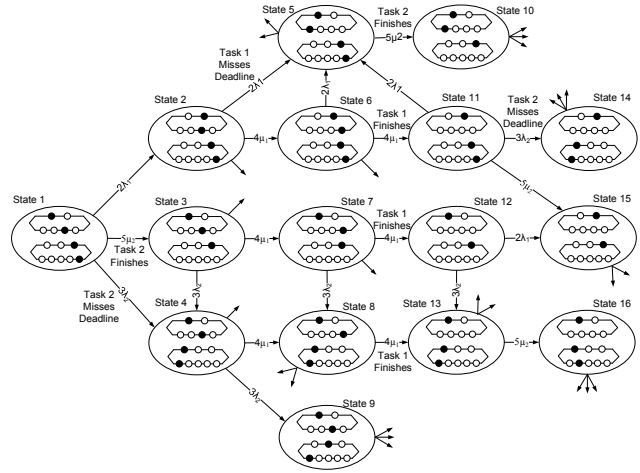 State 5
Task 2
Finishes
State 10
5μ2
Task 1
Misses
Deadline
2λ1
2λ₁
2λ1
State 2
State 6
State 11
Task 2
Misses
Deadline
State 14
4μ₁
Task 1
Finishes
4μ₁
3λ₂
2λ₁
5μ₂
State 1
State 3
State 7
State 12
State 15
5μ₂
Task 2
Finishes
4μ₁
Task 1
Finishes
4μ₁
2λ₁
3λ₂
Task 2
Misses
Deadline
3λ₂
3λ₂
3λ₂
State 4
State 8
State 13
State 16
4μ₁
4μ₁
Task 1
Finishes
5μ₂
3λ₂
State 9